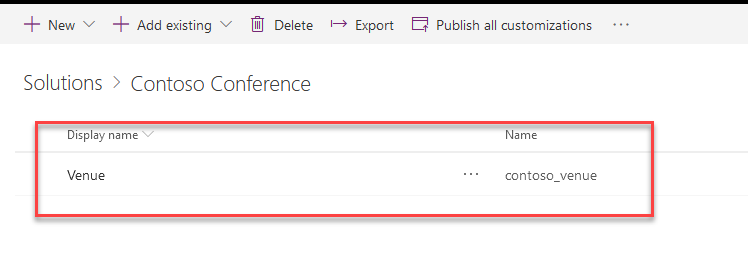 New Add existing Delete Export Publish all customizations ...
Solutions > Contoso Conference
Display name Name
Venue ... contoso_venue